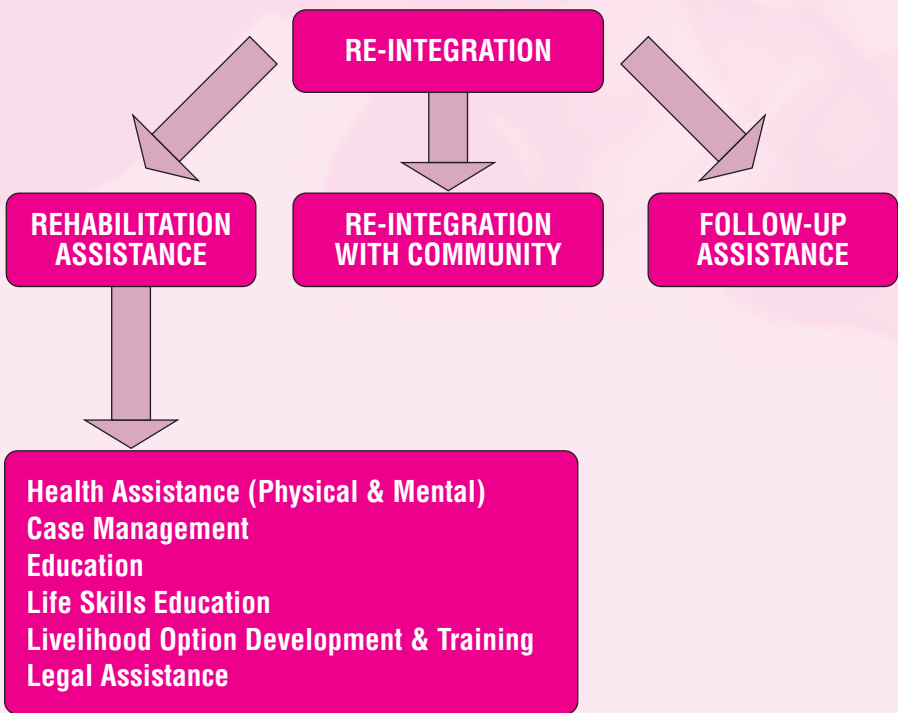 RE-INTEGRATION
REHABILITATION
ASSISTANCE
RE-INTEGRATION
WITH COMMUNITY
FOLLOW-UP
ASSISTANCE
Health Assistance (Physical & Mental)
Case Management
Education
Life Skills Education
Livelihood Option Development & Training
Legal Assistance